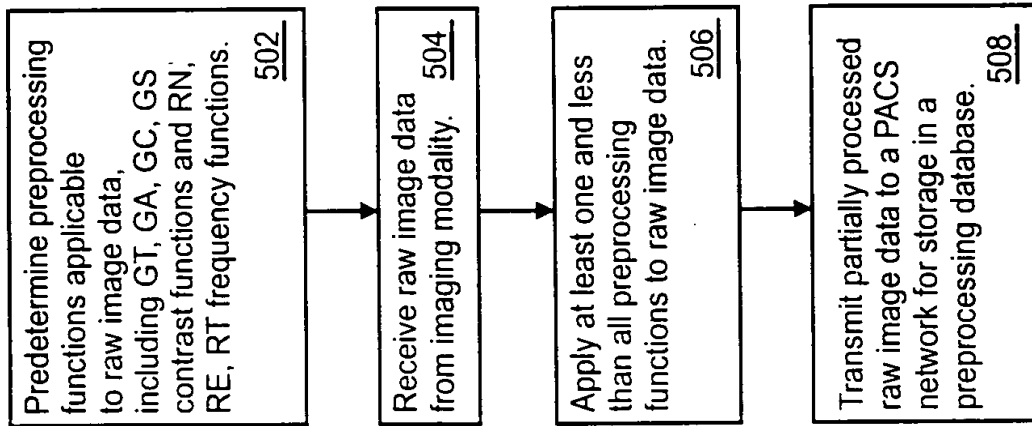 Predetermine preprocessing
functions applicable
to raw image data,
including GT, GA, GC, GS
contrast functions and RN,
RE, RT frequency functions.
502
Receive raw image data
from imaging modality.
504
Apply at least one and less
than all preprocessing
functions to raw image data.
506
Transmit partially processed
raw image data to a PACS
network for storage in a
preprocessing database.
508